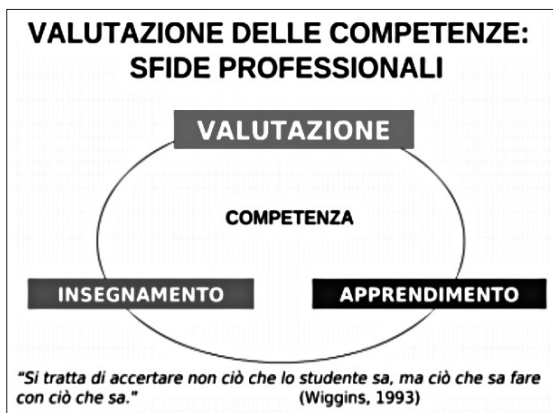 VALUTAZIONE DELLE COMPETENZE:
SFIDE PROFESSIONALI
VALUTAZIONE
COMPETENZA
INSEGNAMENTO
APPRENDIMENTO
“Si tratta di accertare non ciò che lo studente sa, ma ciò che sa fare
con ciò che sa.” (Wiggins, 1993)